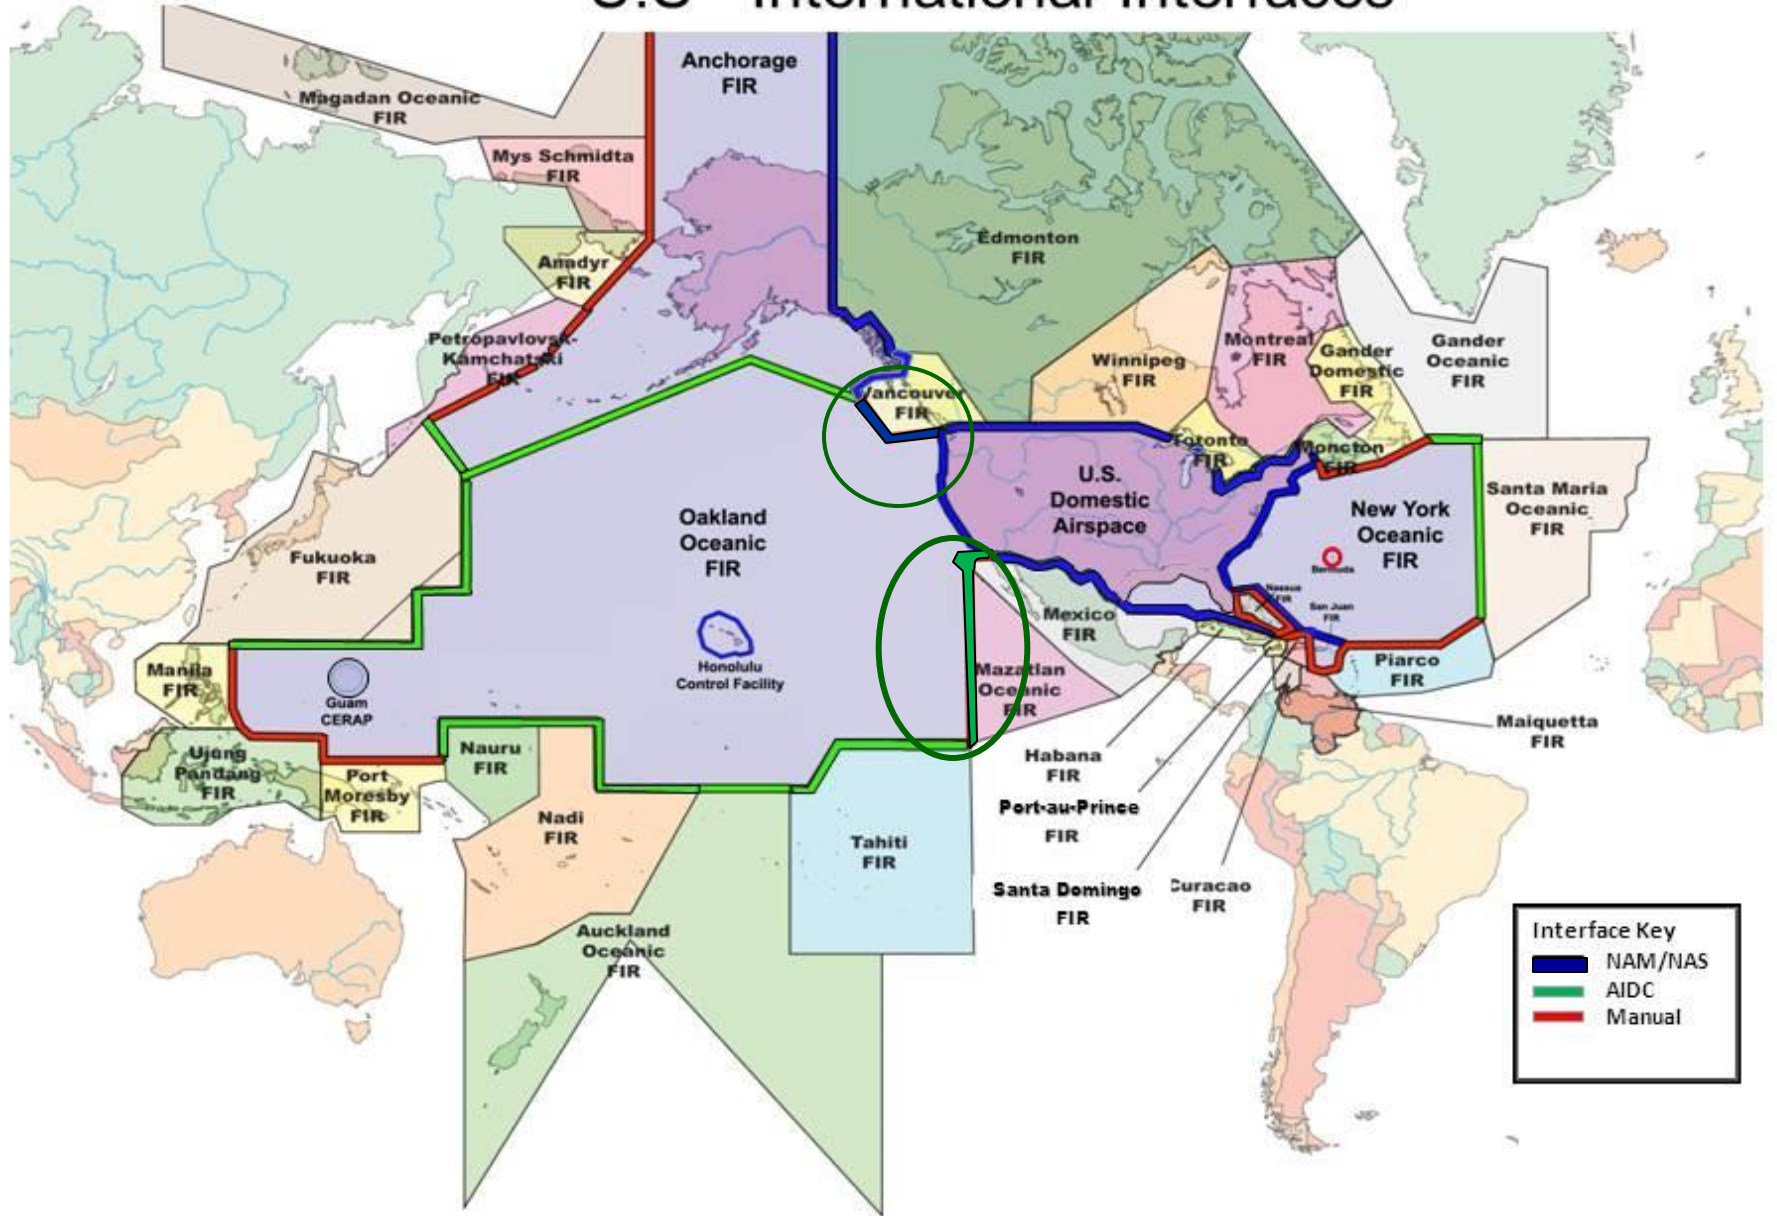 U.S - International Interfaces
Anchorage
FIR
Magadan Oceanic
FIR
Mys Schmidta
FIR
Anadyr
FIR
Petropavlovsk-
Kamchatski
FIR
Edmonton
FIR
Vancouver
FIR
Winnipeg
FIR
Montreal
FIR
Gander
Domestic
FIR
Gander
Oceanic
FIR
Toronto
FIR
Moncton
FIR
U.S.
Domestic
Airspace
New York
Oceanic
FIR
Bermuda
Santa Maria
Oceanic
FIR
Oakland
Oceanic
FIR
Fukuoka
FIR
Nassau
FIR
San Juan
FIR
Mexico
FIR
Honolulu
Control Facility
Mazatlan
Oceanic
FIR
Piarco
FIR
Manila
FIR
Guam
CERAP
Maiquetta
FIR
Ujung
Pandang
FIR
Port
Moresby
FIR
Nauru
FIR
Habana
FIR
Port-au-Prince
FIR
Nadi
FIR
Tahiti
FIR
Santa Domingo
FIR
Curacao
FIR
Auckland
Oceanic
FIR
Interface Key
NAM/NAS
AIDC
Manual